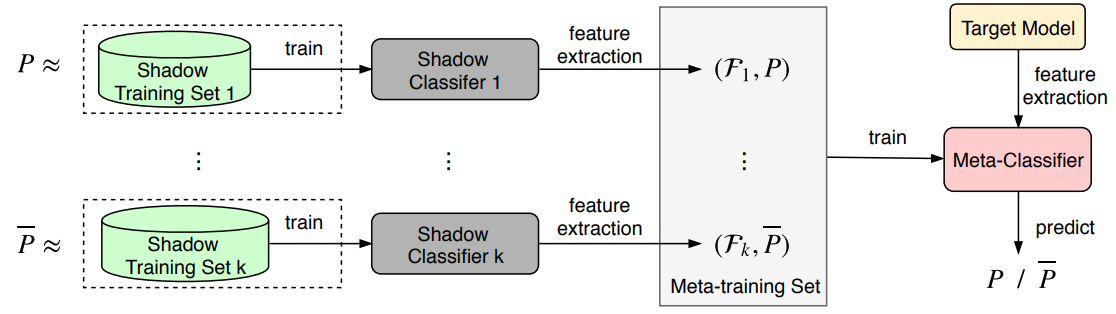 P ≈
Shadow
Training Set 1
train
Shadow
Classifer 1
feature
extraction
(ℱ₁, P)
⋮
⋮
⋮
P̅ ≈
Shadow
Training Set k
train
Shadow
Classifier k
feature
extraction
(ℱₖ, P̅)
Meta-training Set
train
Target Model
feature
extraction
Meta-Classifier
predict
P / P̅